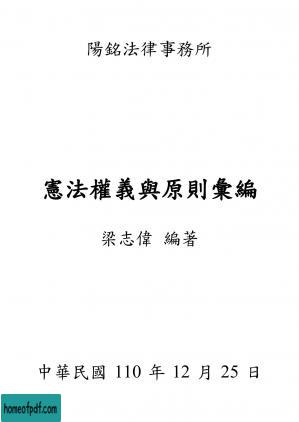 陽銘法律事務所
憲法權義與原則彙編
梁志偉 編著
中華民國 110 年 12 月 25 日
homeofpdf.com